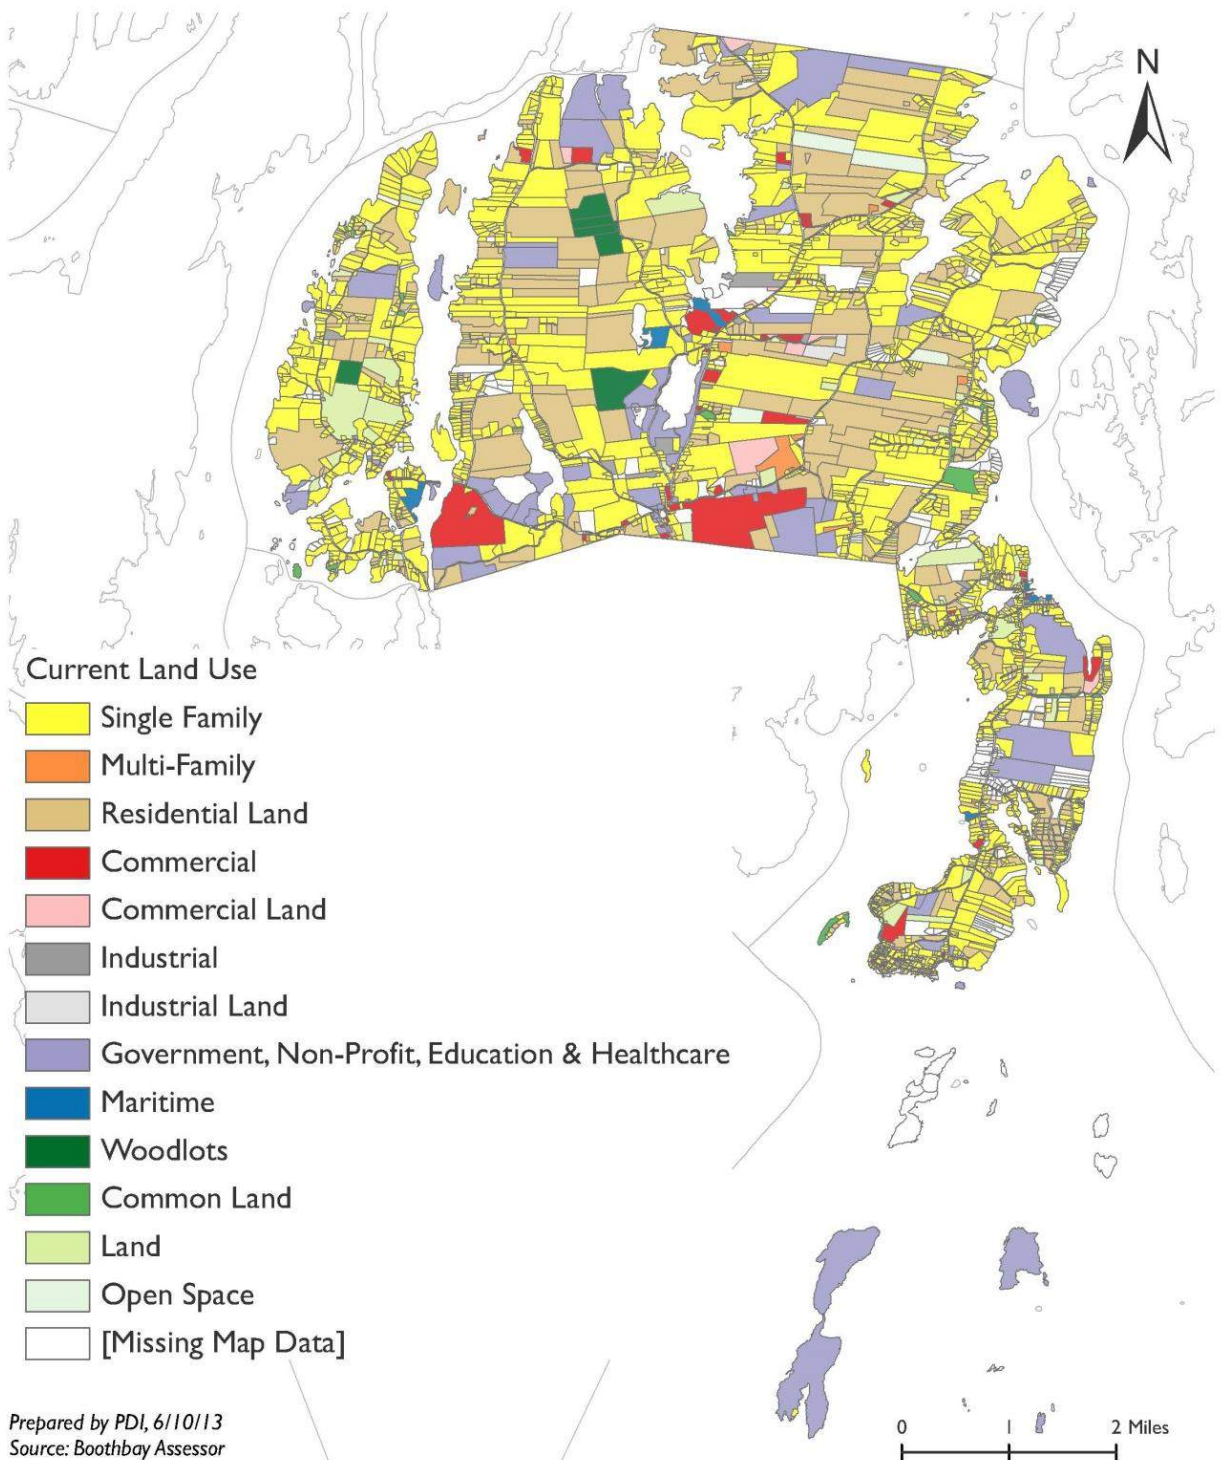 N
Current Land Use
Single Family
Multi-Family
Residential Land
Commercial
Commercial Land
Industrial
Industrial Land
Government, Non-Profit, Education & Healthcare
Maritime
Woodlots
Common Land
Land
Open Space
[Missing Map Data]
Prepared by PDI, 6/10/13
Source: Boothbay Assessor
0 1 2 Miles